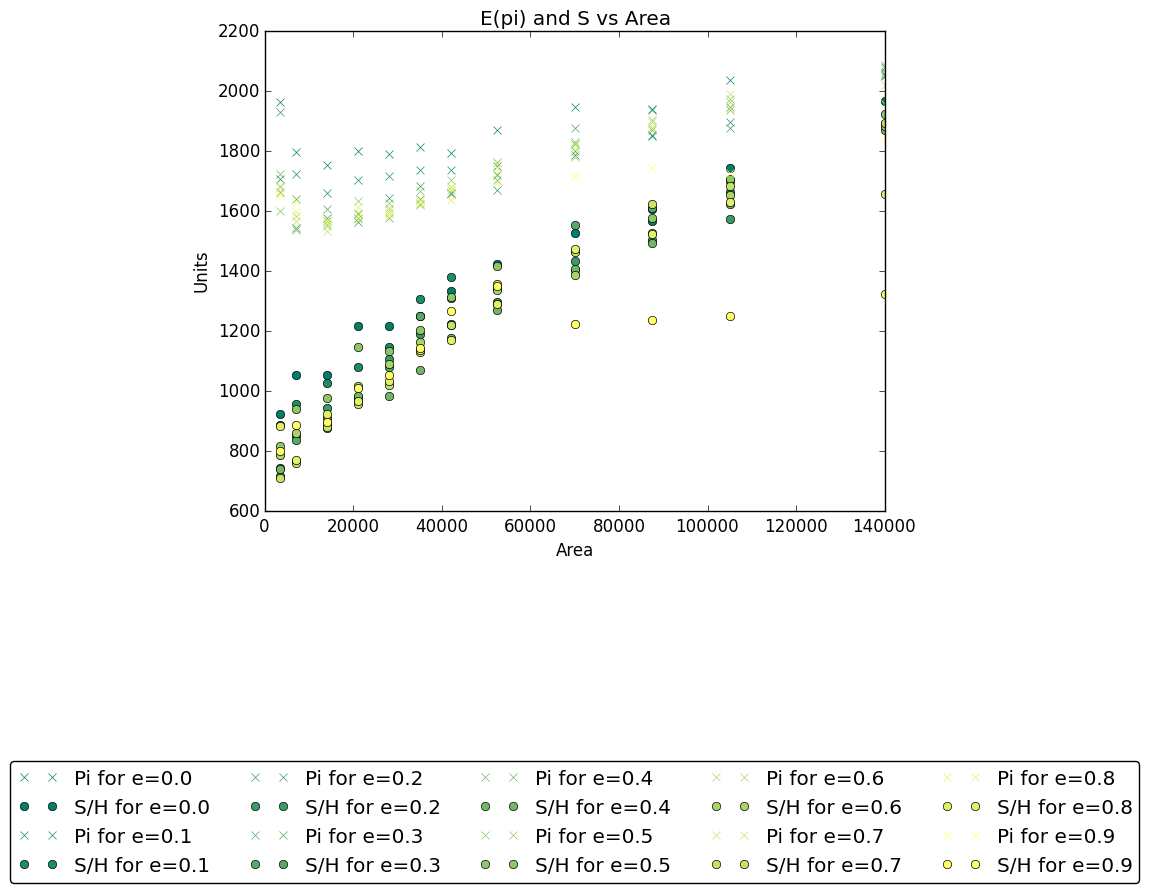 E(pi) and S vs Area
2200
2000
1800
1600
1400
1200
1000
800
600
Units
0 20000 40000 60000 80000 100000 120000 140000
Area
Pi for e=0.0 Pi for e=0.2 Pi for e=0.4 Pi for e=0.6 Pi for e=0.8
S/H for e=0.0 S/H for e=0.2 S/H for e=0.4 S/H for e=0.6 S/H for e=0.8
Pi for e=0.1 Pi for e=0.3 Pi for e=0.5 Pi for e=0.7 Pi for e=0.9
S/H for e=0.1 S/H for e=0.3 S/H for e=0.5 S/H for e=0.7 S/H for e=0.9